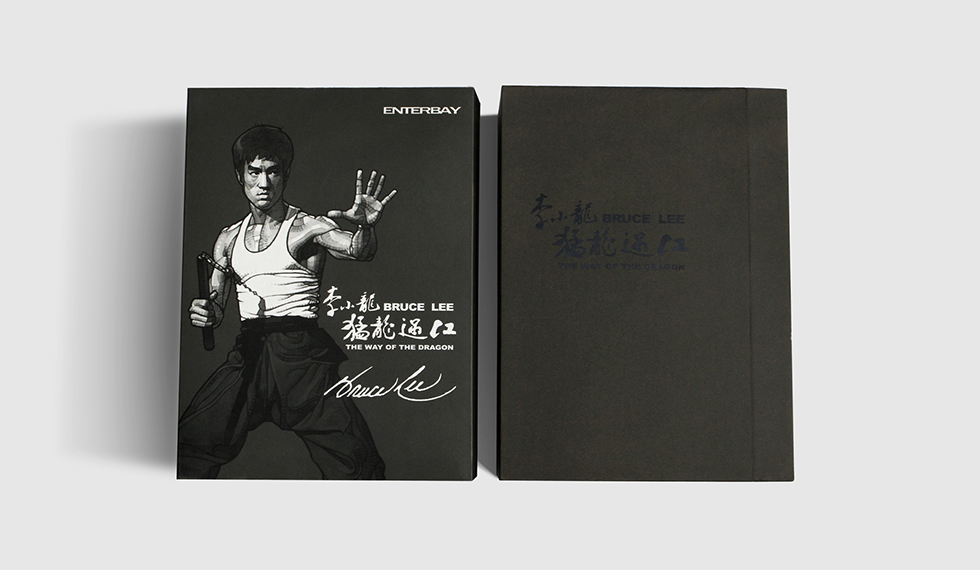 ENTERBAY
李小龍 BRUCE LEE
猛龍過江
THE WAY OF THE DRAGON
Bruce Lee
李小龍 BRUCE LEE
猛龍過江
THE WAY OF THE DRAGON